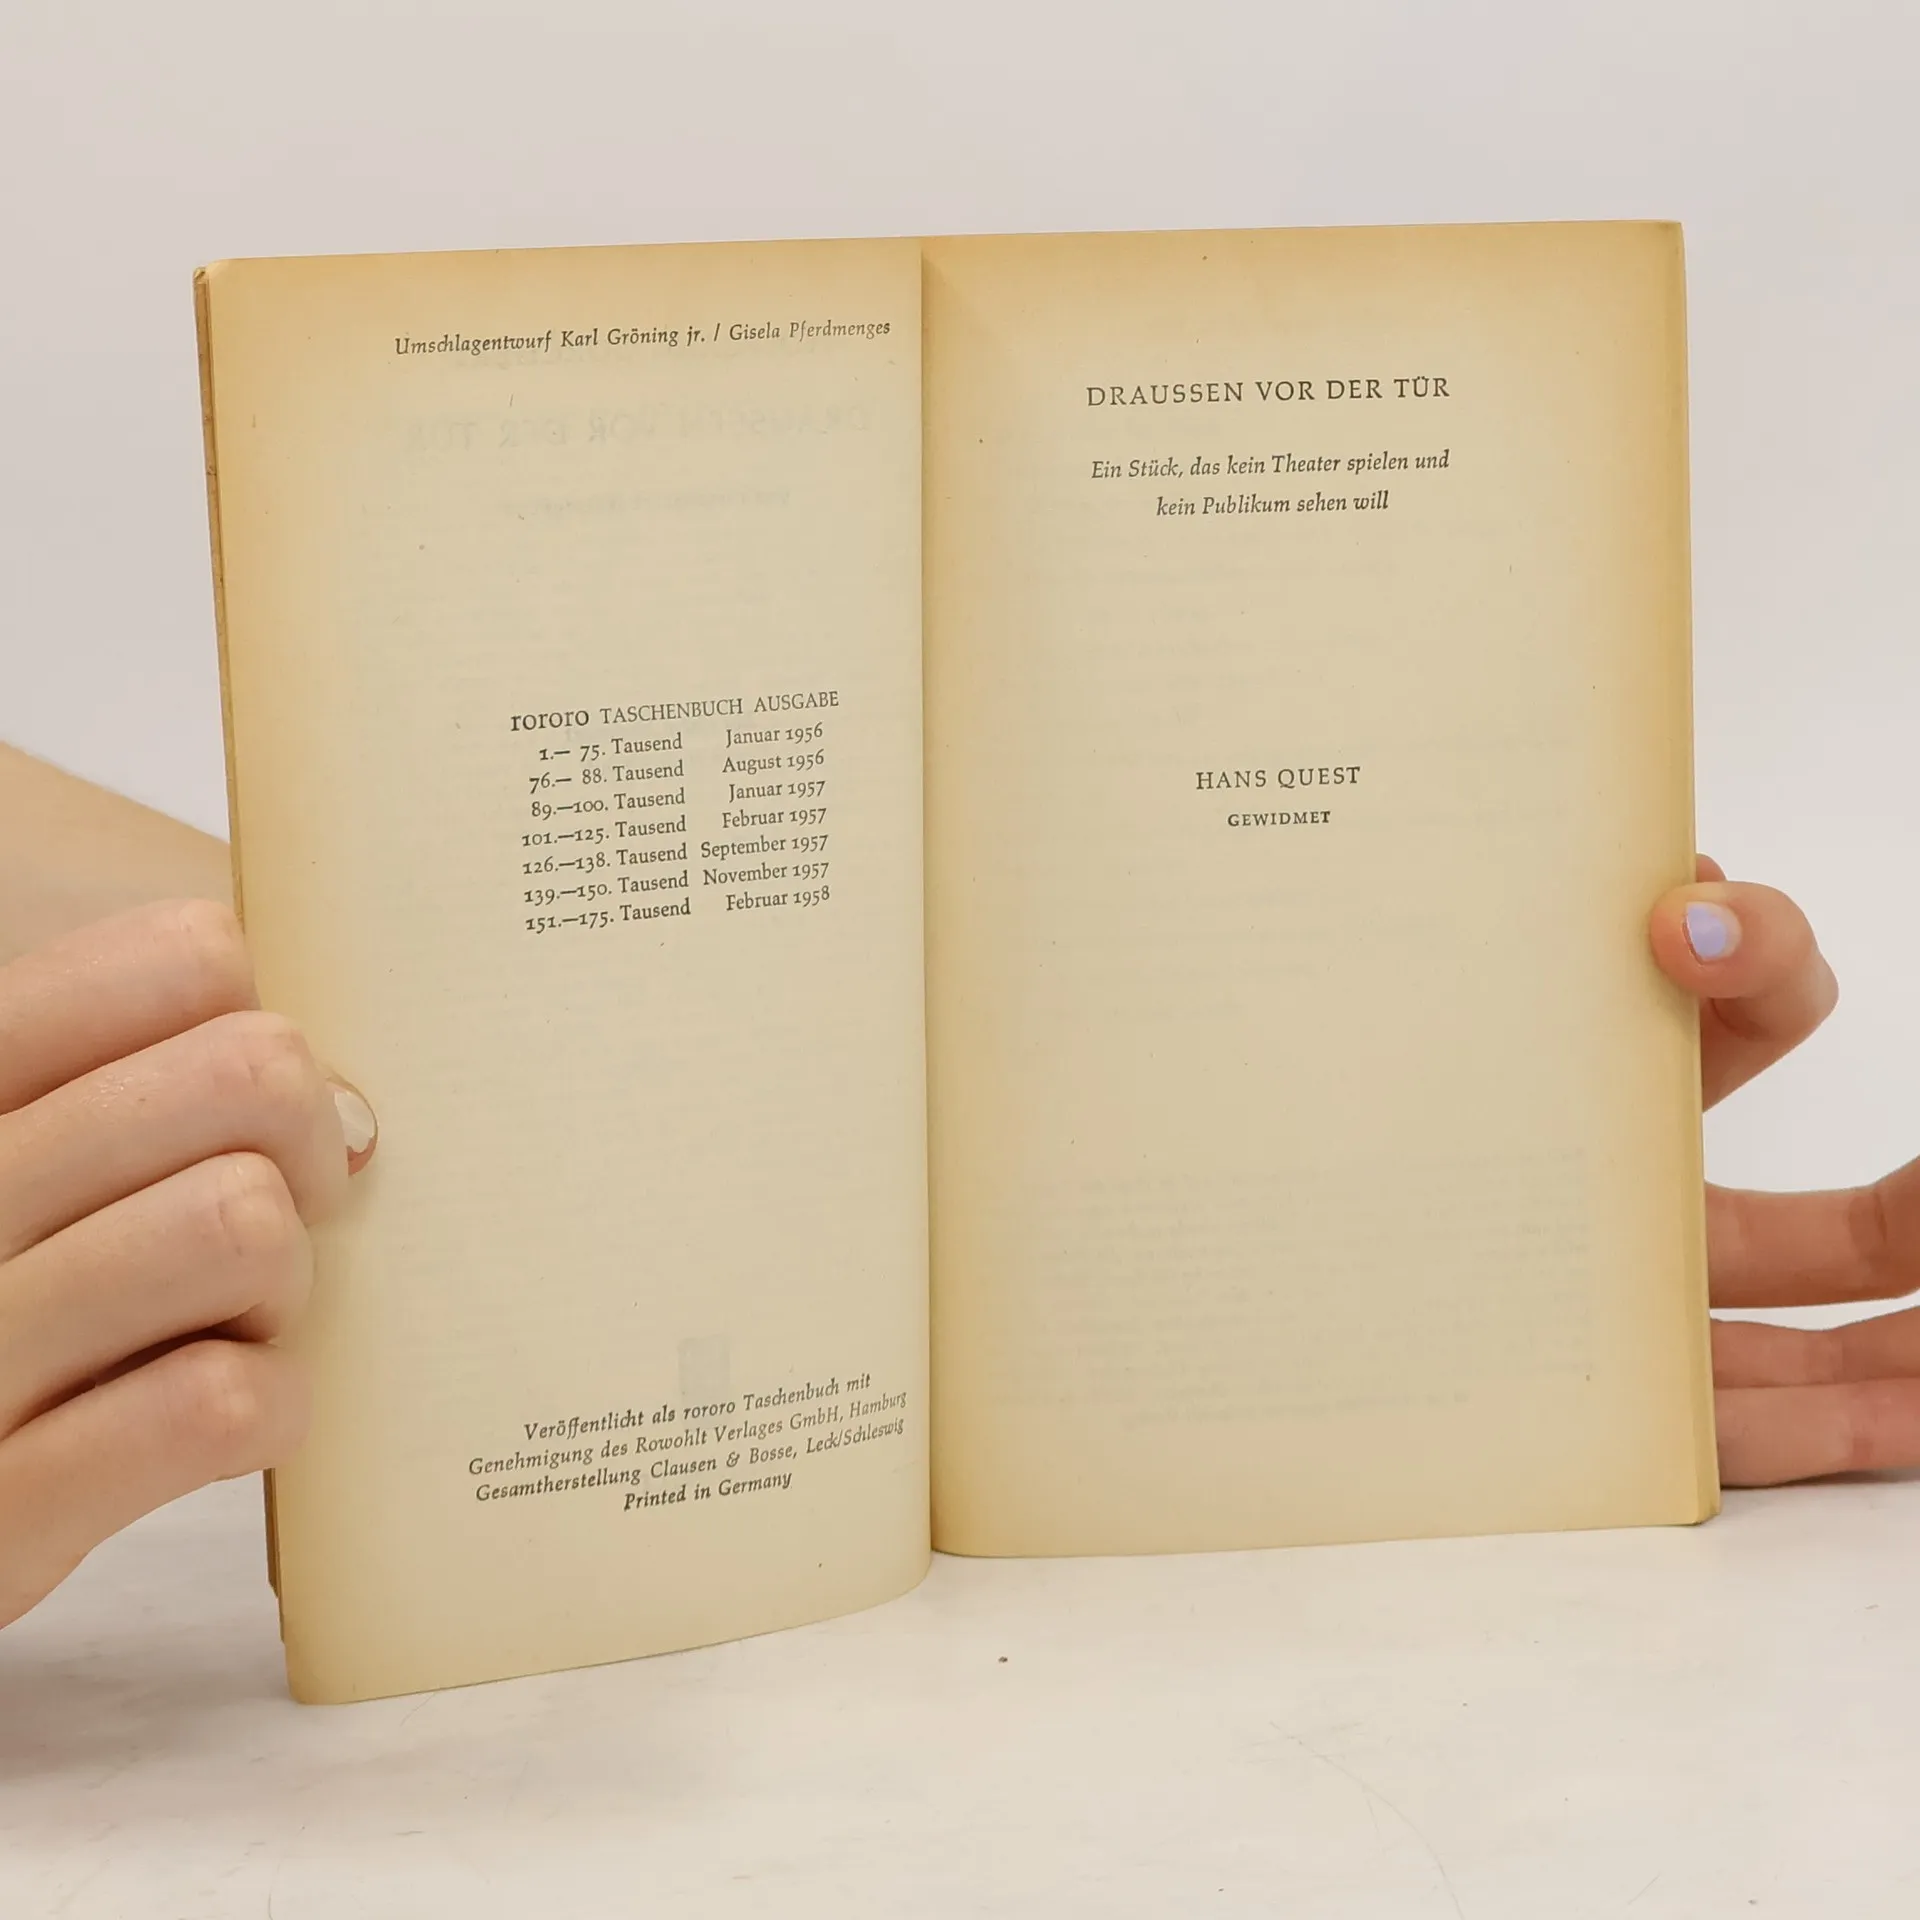 Umschlagentwurf Karl Gröning jr. / Gisela Pferdmenges
rororo TASCHENBUCH AUSGABE
1.— 75. Tausend Januar 1956
76.— 88. Tausend August 1956
89.—100. Tausend Januar 1957
101.—125. Tausend Februar 1957
126.—138. Tausend September 1957
139.—150. Tausend November 1957
151.—175. Tausend Februar 1958
Veröffentlicht als rororo Taschenbuch mit
Genehmigung des Rowohlt Verlages GmbH, Hamburg
Gesamtherstellung Clausen & Bosse, Leck/Schleswig
Printed in Germany
DRAUSSEN VOR DER TÜR
Ein Stück, das kein Theater spielen und
kein Publikum sehen will
HANS QUEST
GEWIDMET